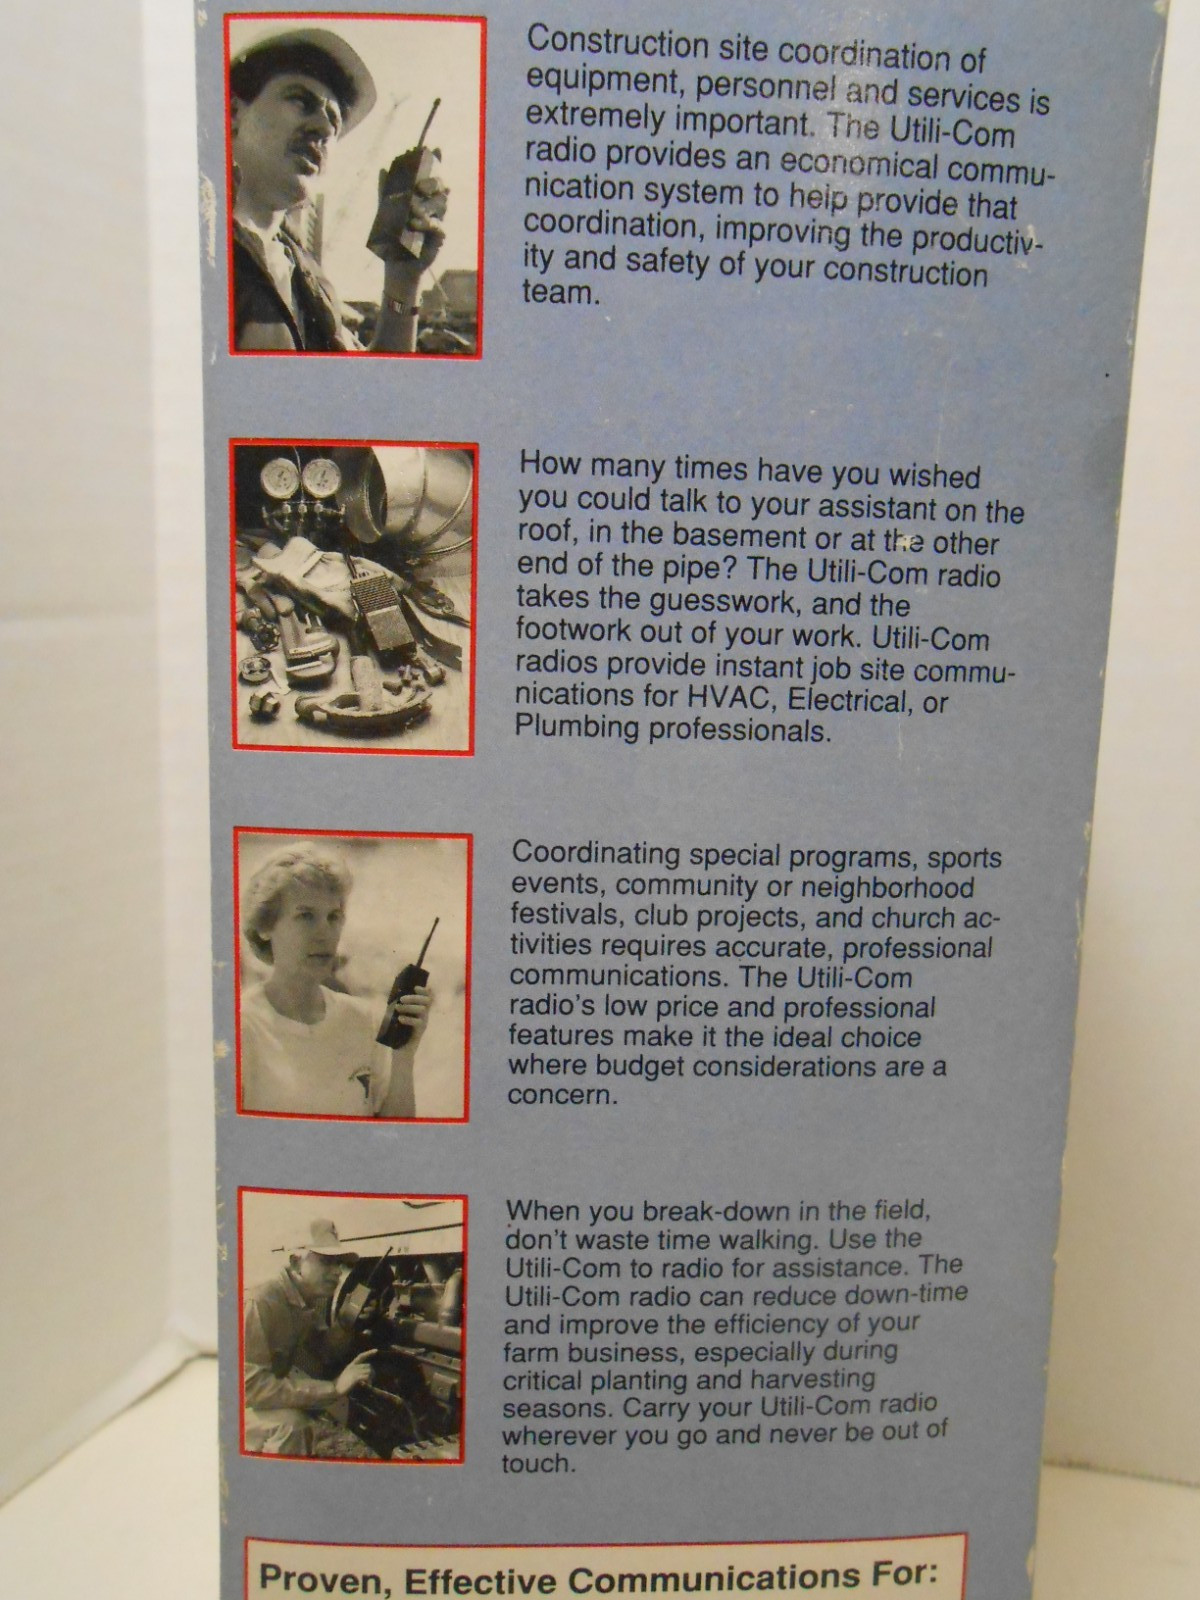 Construction site coordination of
equipment, personnel and services is
extremely important. The Utili-Com
radio provides an economical commu-
nication system to help provide that
coordination, improving the productiv-
ity and safety of your construction
team.
How many times have you wished
you could talk to your assistant on the
roof, in the basement or at the other
end of the pipe? The Utili-Com radio
takes the guesswork, and the
footwork out of your work. Utili-Com
radios provide instant job site commu-
nications for HVAC, Electrical, or
Plumbing professionals.
Coordinating special programs, sports
events, community or neighborhood
festivals, club projects, and church ac-
tivities requires accurate, professional
communications. The Utili-Com
radio's low price and professional
features make it the ideal choice
where budget considerations are a
concern.
When you break-down in the field,
don't waste time walking. Use the
Utili-Com to radio for assistance. The
Utili-Com radio can reduce down-time
and improve the efficiency of your
farm business, especially during
critical planting and harvesting
seasons. Carry your Utili-Com radio
wherever you go and never be out of
touch.
Proven, Effective Communications For: